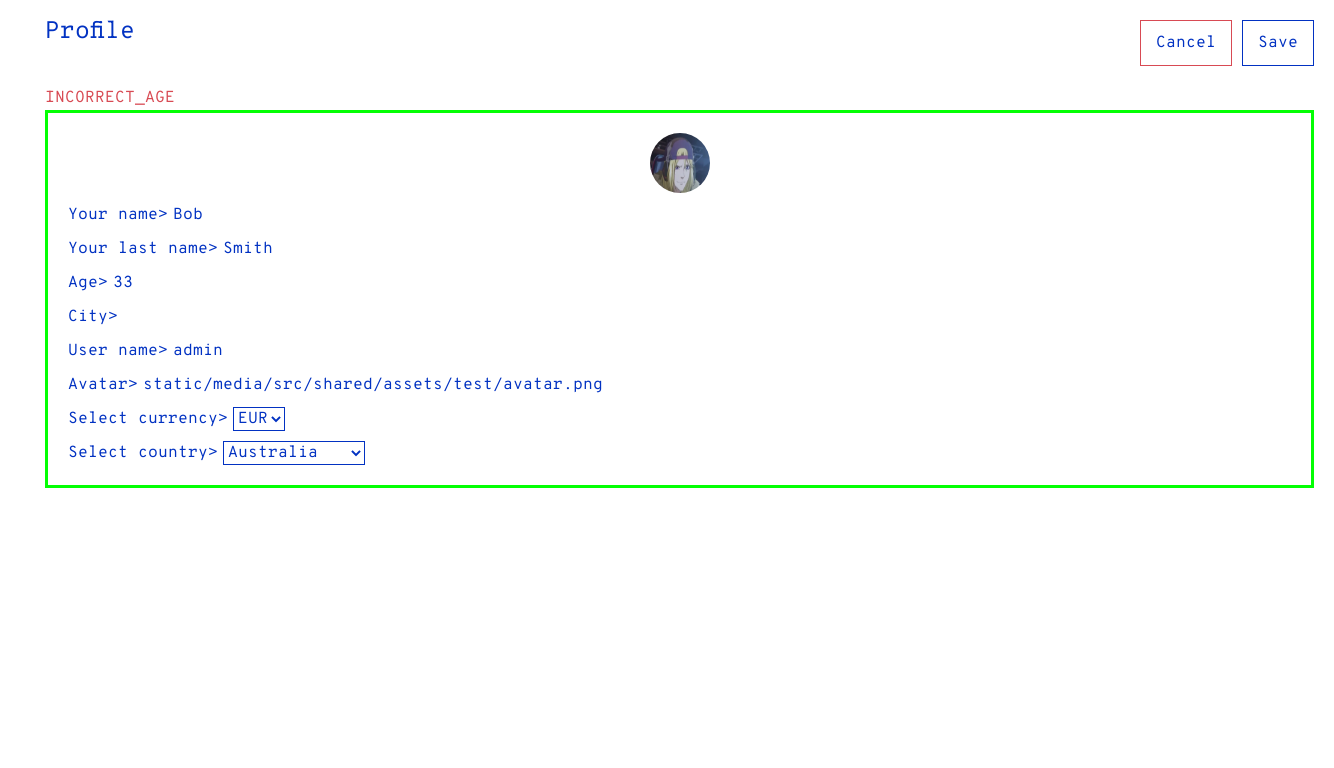 Profile
Cancel
Save
INCORRECT_AGE
Your name> Bob
Your last name> Smith
Age> 33
City>
User name> admin
Avatar> static/media/src/shared/assets/test/avatar.png
Select currency> EUR
Select country> Australia